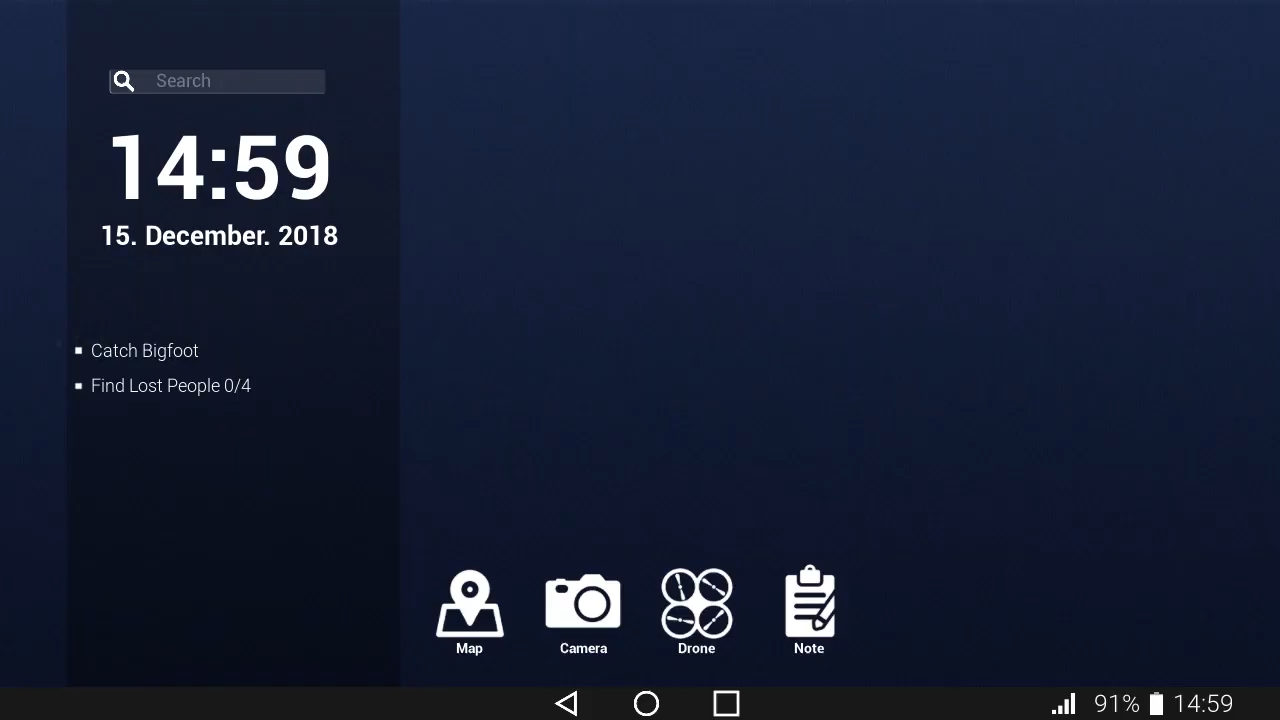 Search
14:59
15. December. 2018
Catch Bigfoot
Find Lost People 0/4
Map
Camera
Drone
Note
91%
14:59